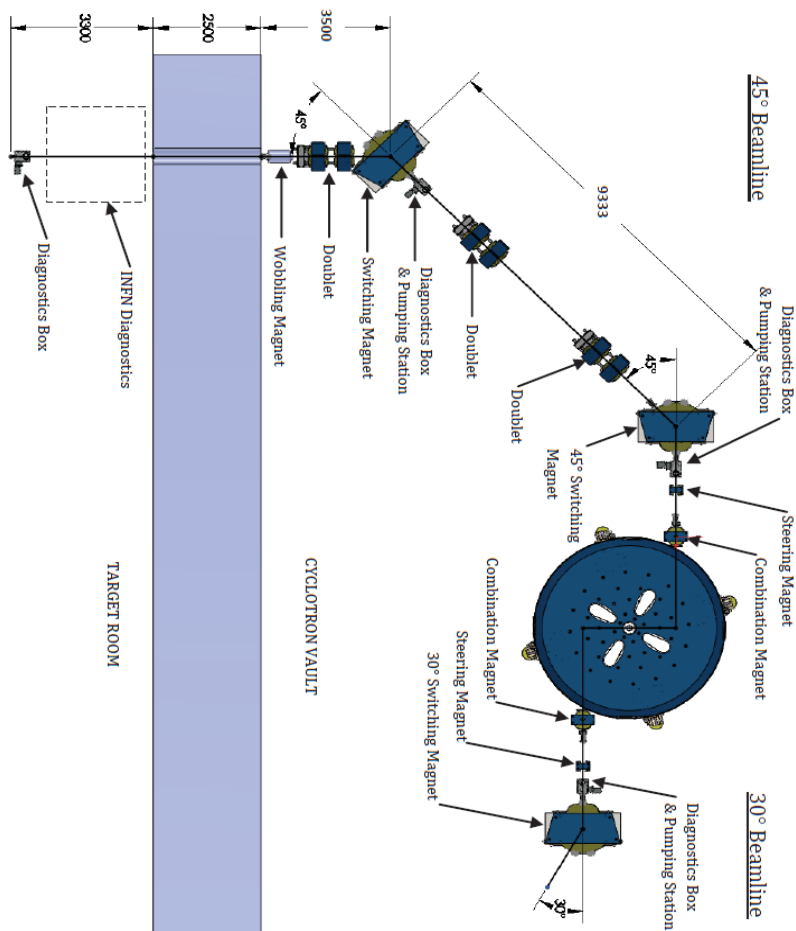 45° Beamline
30° Beamline
3300
2500
3500
9333
45°
45°
30°
Diagnostics Box
& Pumping Station
Steering Magnet
Combination Magnet
45° Switching
Magnet
Doublet
Doublet
Diagnostics Box
& Pumping Station
Switching Magnet
Doublet
Wobbling Magnet
INFN Diagnostics
Diagnostics Box
CYCLOTRON VAULT
TARGET ROOM
Combination Magnet
Steering Magnet
30° Switching Magnet
Diagnostics Box
& Pumping Station